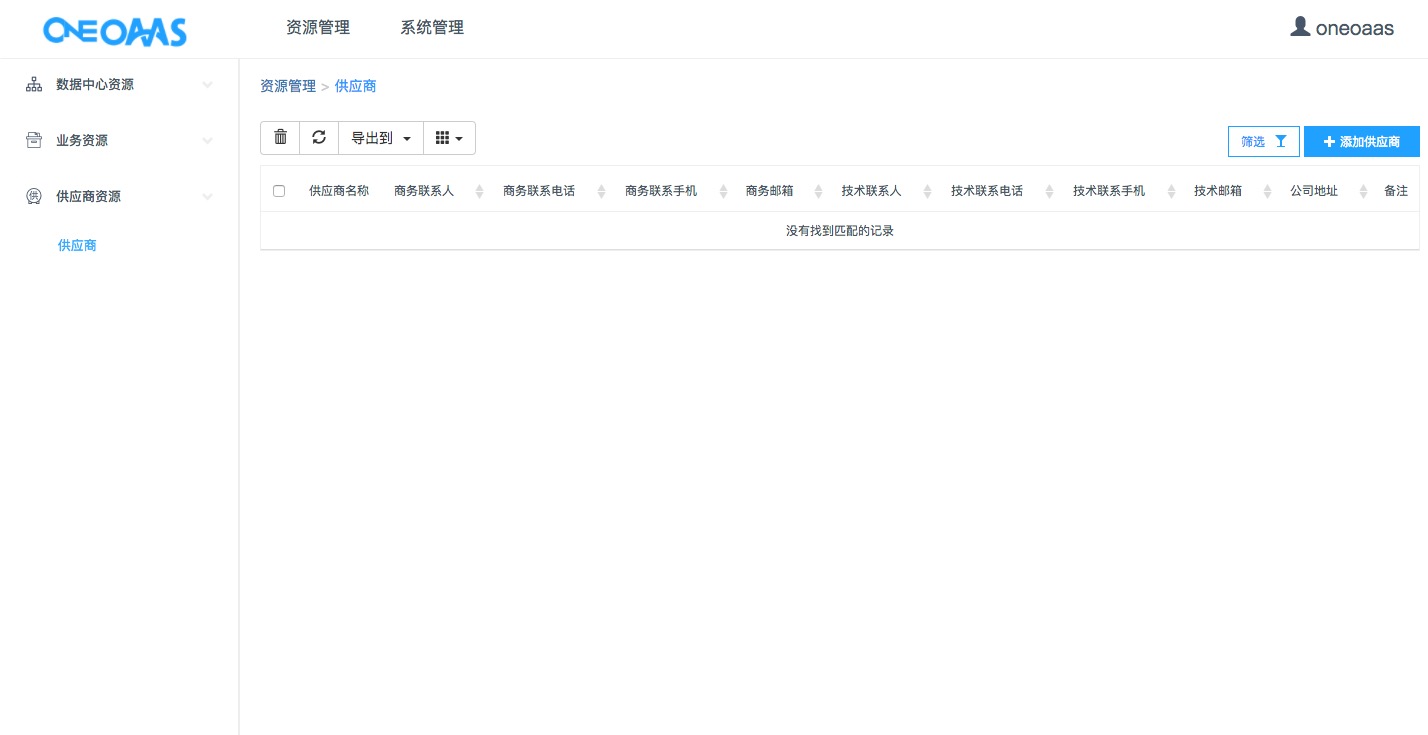 ONEOAAS 资源管理 系统管理 oneoaas
数据中心资源
业务资源
供应商资源
供应商
资源管理 > 供应商
导出到
筛选 添加供应商
供应商名称 商务联系人 商务联系电话 商务联系手机 商务邮箱 技术联系人 技术联系电话 技术联系手机 技术邮箱 公司地址 备注
没有找到匹配的记录